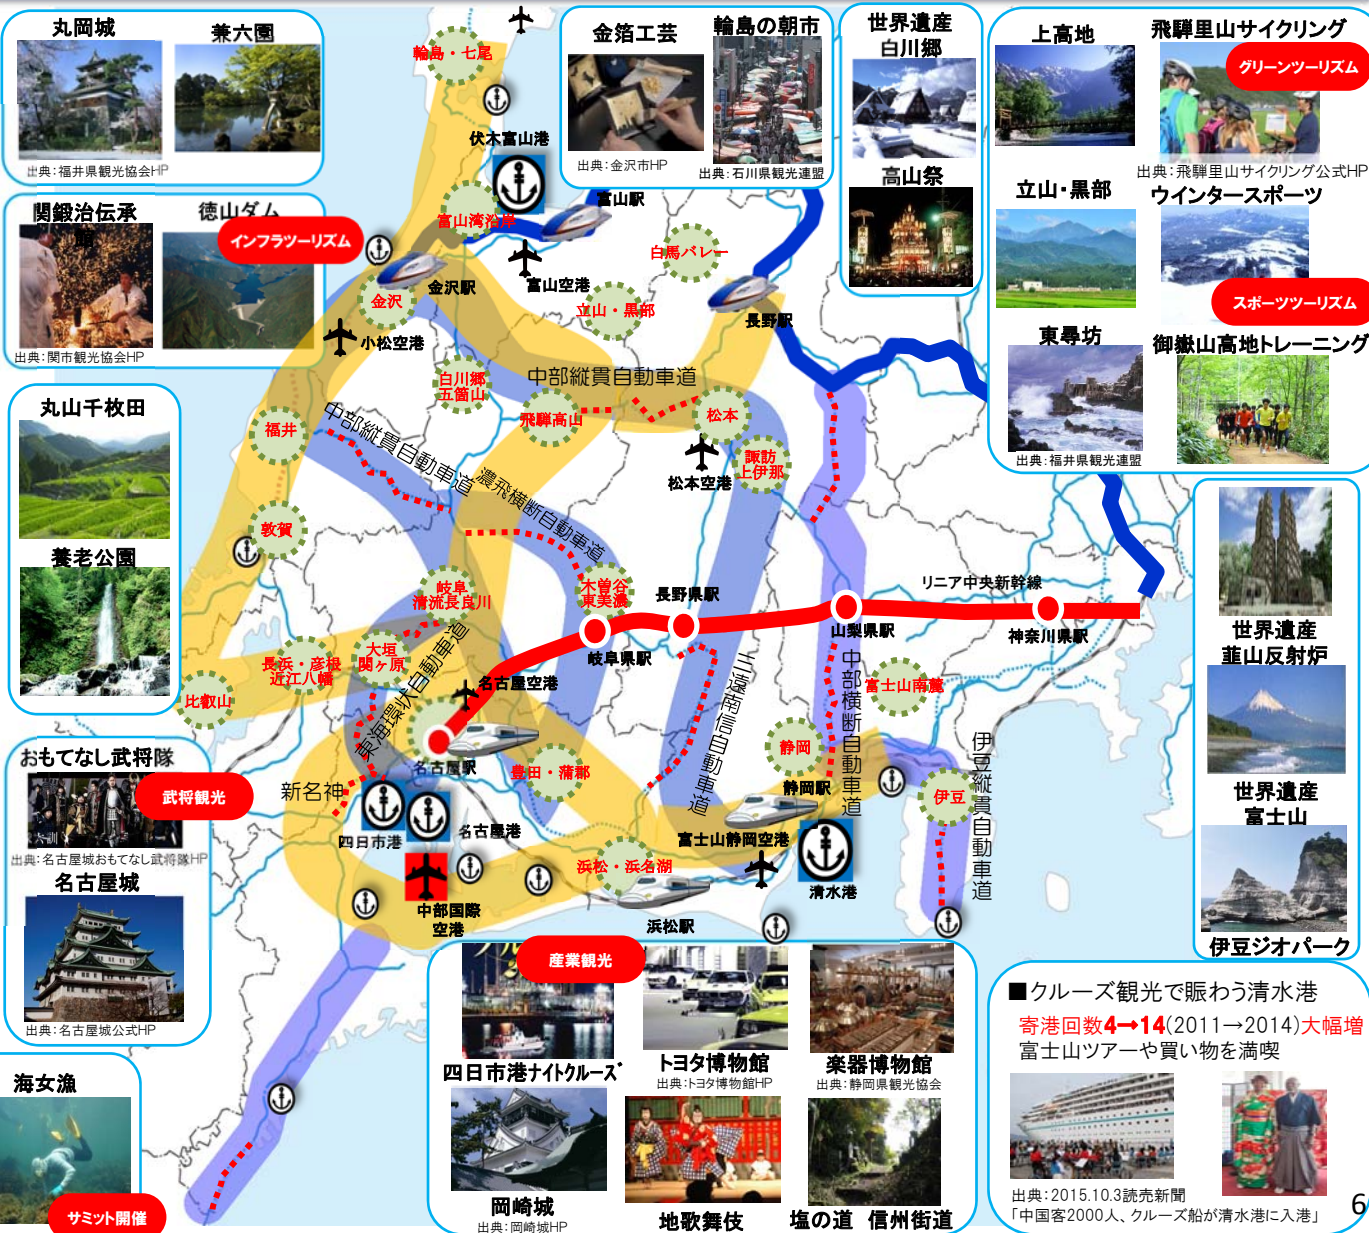 丸岡城
兼六園
出典：福井県観光協会HP
関鍛冶伝承館
徳山ダム
インフラツーリズム
出典：関市観光協会HP
丸山千枚田
養老公園
おもてなし武将隊
武将観光
出典：名古屋城おもてなし武将隊HP
名古屋城
出典：名古屋城公式HP
海女漁
サミット開催
金箔工芸
輪島の朝市
出典：金沢市HP
出典：石川県観光連盟
世界遺産
白川郷
高山祭
上高地
飛騨里山サイクリング
グリーンツーリズム
出典：飛騨里山サイクリング公式HP
立山・黒部
ウインタースポーツ
スポーツツーリズム
東尋坊
御嶽山高地トレーニング
出典：福井県観光連盟
世界遺産
韮山反射炉
世界遺産
富士山
伊豆ジオパーク
輪島・七尾
伏木富山港
富山湾沿岸
富山駅
白馬バレー
金沢
金沢駅
富山空港
立山・黒部
長野駅
小松空港
白川郷
五箇山
中部縦貫自動車道
飛騨高山
松本
福井
中部縦貫自動車道
濃飛横断自動車道
松本空港
諏訪
上伊那
敦賀
岐阜
清流長良川
木曽谷
東美濃
長野県駅
リニア中央新幹線
岐阜県駅
山梨県駅
神奈川県駅
大垣
関ヶ原
長浜・彦根
近江八幡
比叡山
東海環状自動車道
名古屋空港
三遠南信自動車道
中部横断自動車道
富士山南麓
名古屋駅
豊田・蒲郡
静岡
静岡駅
伊豆縦貫自動車道
伊豆
新名神
四日市港
名古屋港
富士山静岡空港
浜松・浜名湖
清水港
中部国際
空港
浜松駅
産業観光
四日市港ナイトクルーズ
トヨタ博物館
出典：トヨタ博物館HP
楽器博物館
出典：静岡県観光協会
岡崎城
出典：岡崎城HP
地歌舞伎
塩の道　信州街道
■クルーズ観光で賑わう清水港
寄港回数4→14(2011→2014)大幅増
富士山ツアーや買い物を満喫
出典：2015.10.3読売新聞
「中国客2000人、クルーズ船が清水港に入港」
6